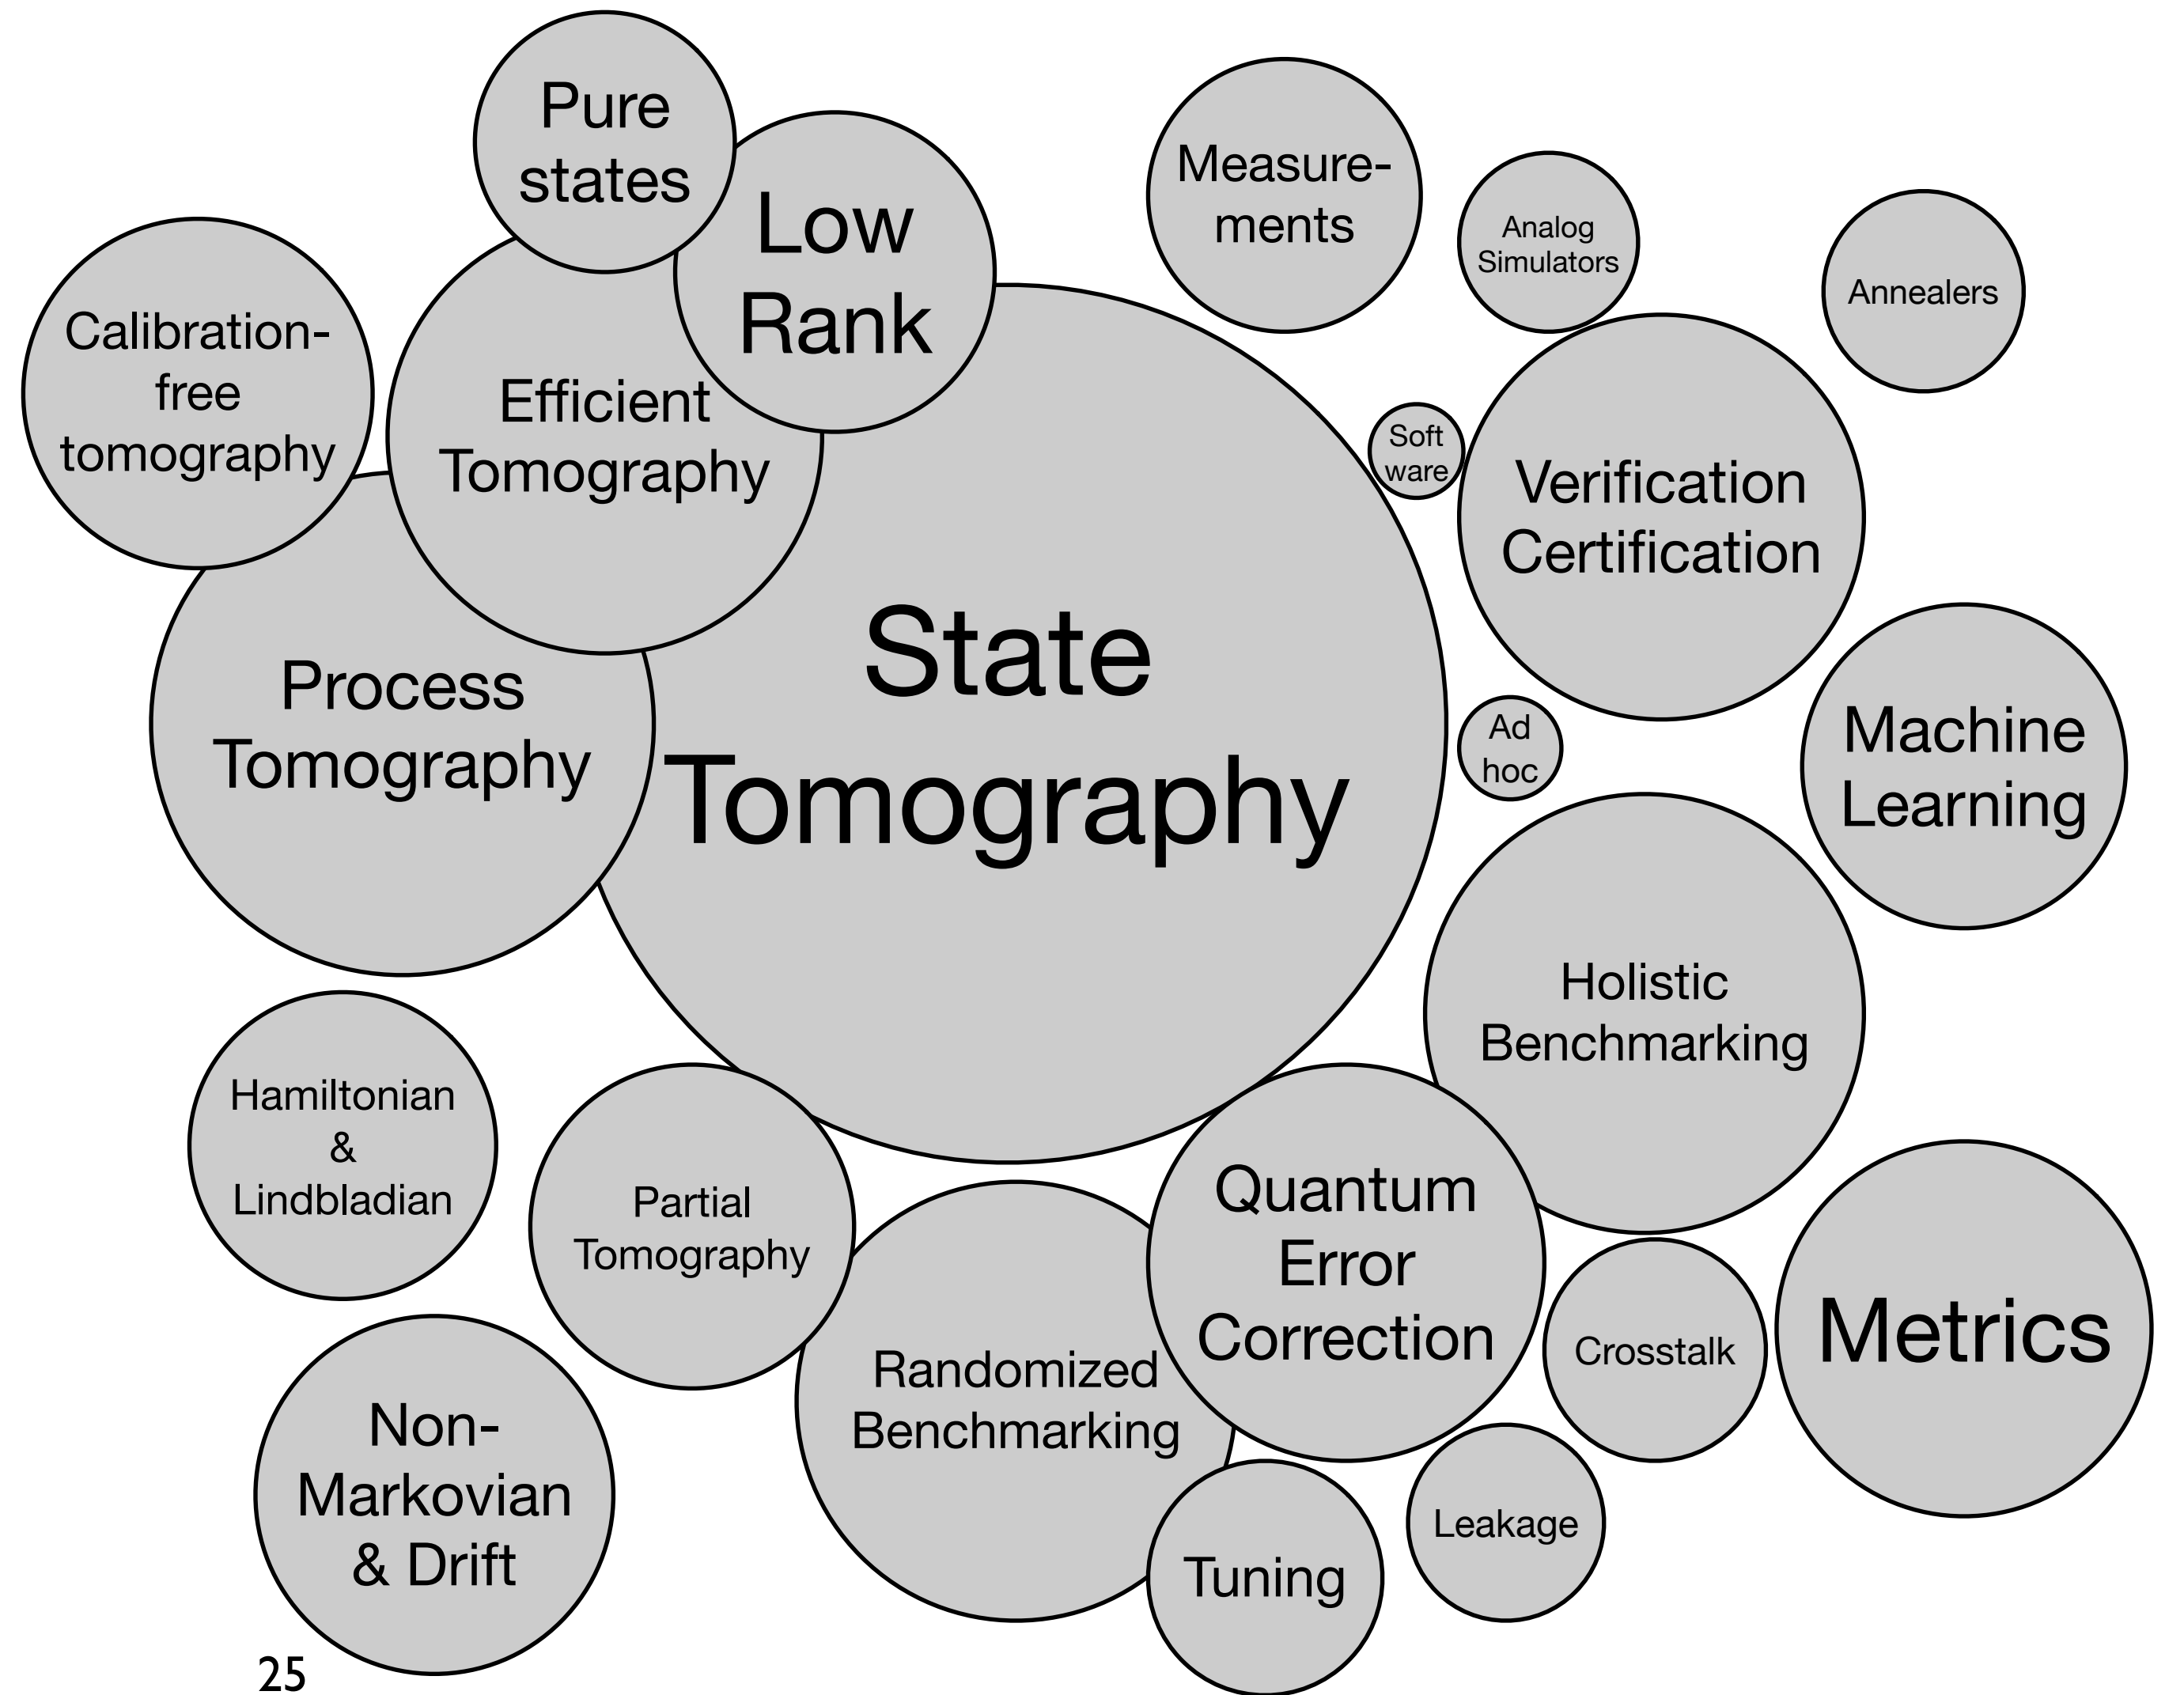 Pure
states
Low
Rank
Measure-
ments
Analog
Simulators
Annealers
Calibration-
free
tomography
Efficient
Tomography
Soft
ware
Verification
Certification
State
Tomography
Process
Tomography
Ad
hoc
Machine
Learning
Holistic
Benchmarking
Hamiltonian
&
Lindbladian
Partial
Tomography
Quantum
Error
Correction
Crosstalk
Metrics
Randomized
Benchmarking
Non-
Markovian
& Drift
Leakage
Tuning
25